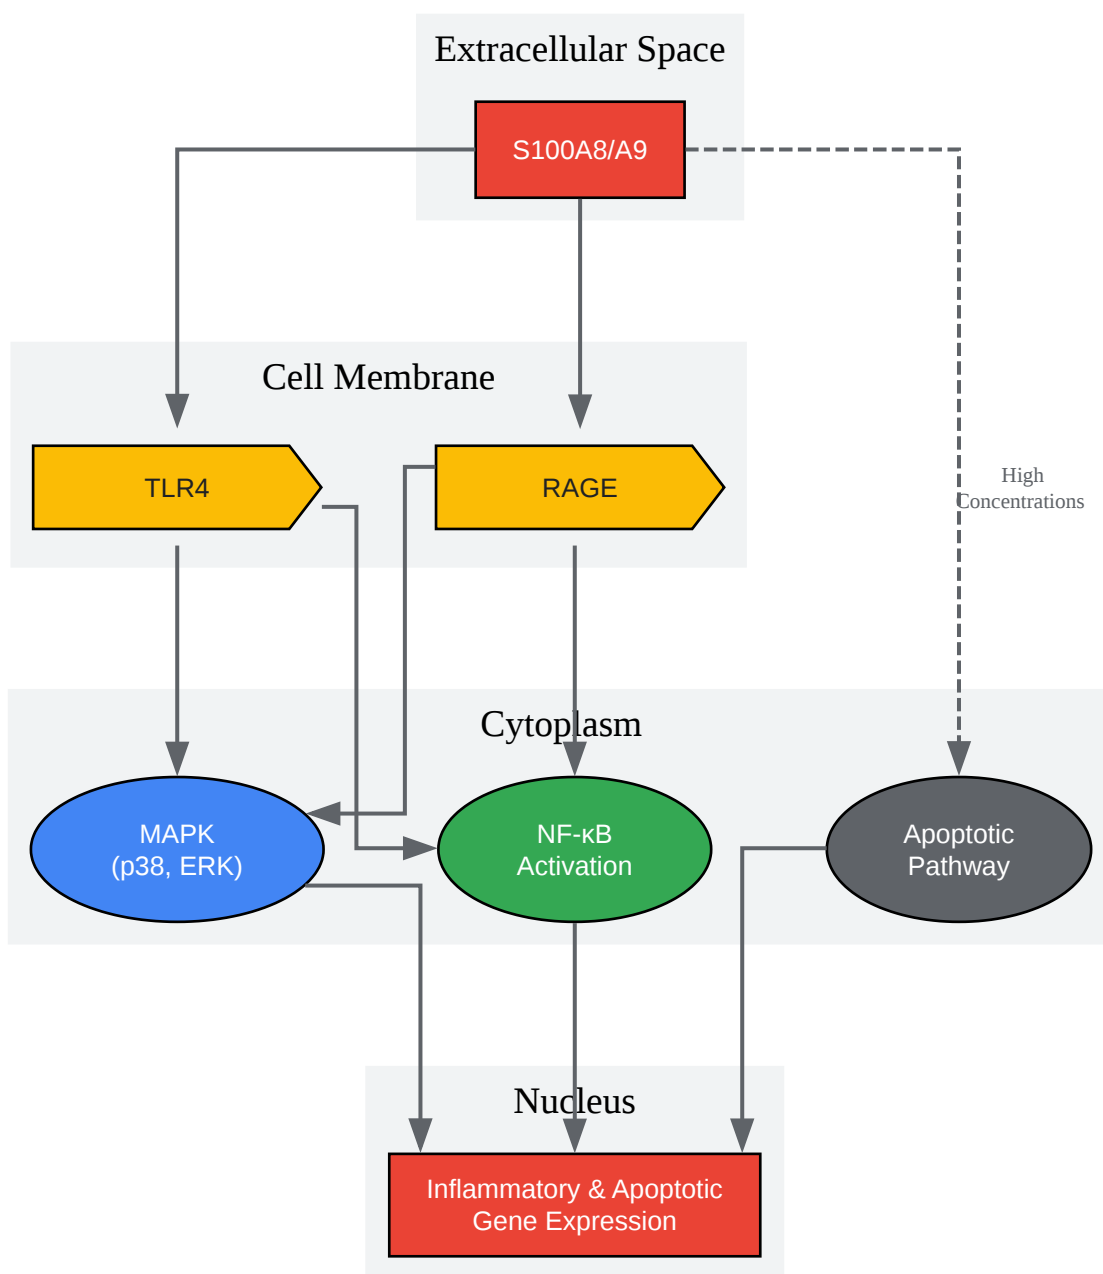 Extracellular Space
S100A8/A9
Cell Membrane
TLR4
RAGE
High
Concentrations
Cytoplasm
MAPK
(p38, ERK)
NF-κB
Activation
Apoptotic
Pathway
Nucleus
Inflammatory & Apoptotic
Gene Expression